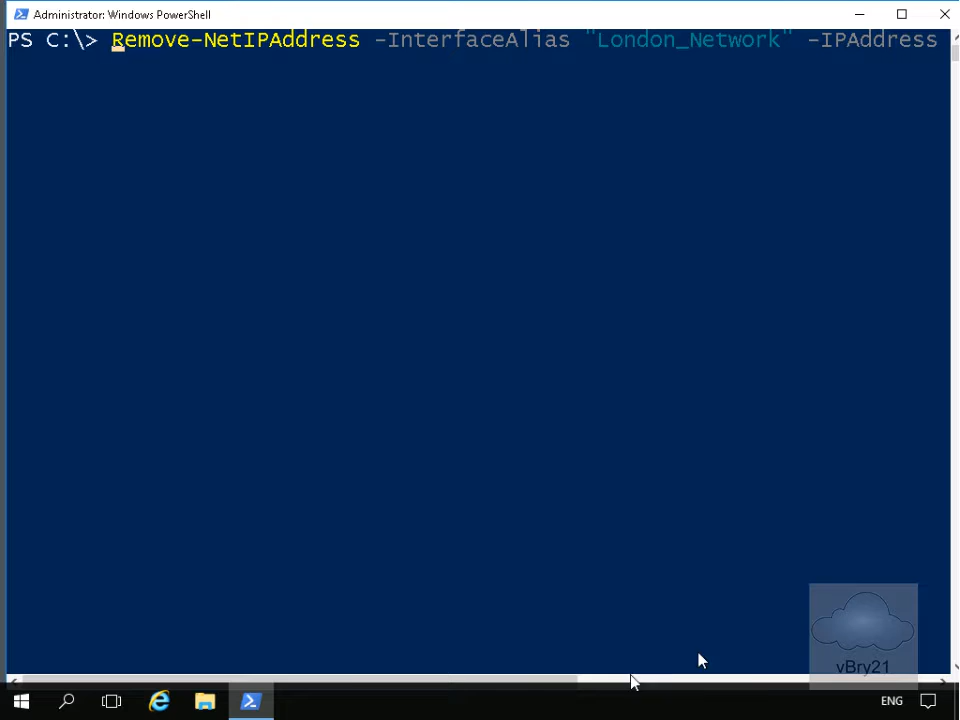 Administrator: Windows PowerShell
PS C:\> Remove-NetIPAddress -InterfaceAlias "London_Network" -IPAddress
vBry21
ENG